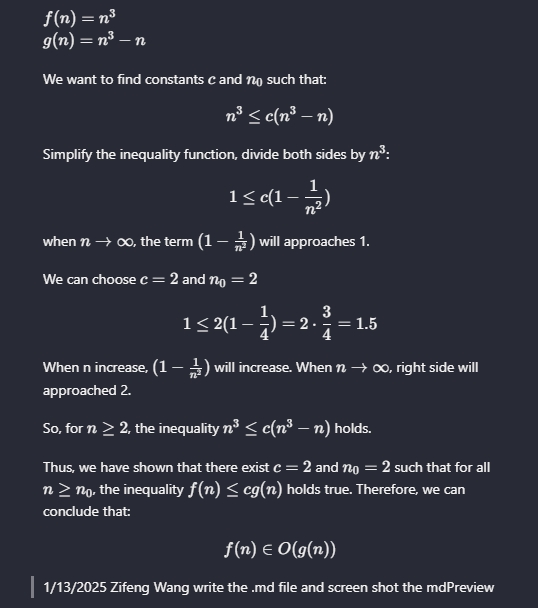 f(n) = n³
g(n) = n³ − n
We want to find constants c and n₀ such that:
n³ ≤ c(n³ − n)
Simplify the inequality function, divide both sides by n³:
1 ≤ c(1 − 1/n²)
when n → ∞, the term (1 − 1/n²) will approaches 1.
We can choose c = 2 and n₀ = 2
1 ≤ 2(1 − 1/4) = 2 · 3/4 = 1.5
When n increase, (1 − 1/n²) will increase. When n → ∞, right side will
approached 2.
So, for n ≥ 2, the inequality n³ ≤ c(n³ − n) holds.
Thus, we have shown that there exist c = 2 and n₀ = 2 such that for all
n ≥ n₀, the inequality f(n) ≤ cg(n) holds true. Therefore, we can
conclude that:
f(n) ∈ O(g(n))
1/13/2025 Zifeng Wang write the .md file and screen shot the mdPreview